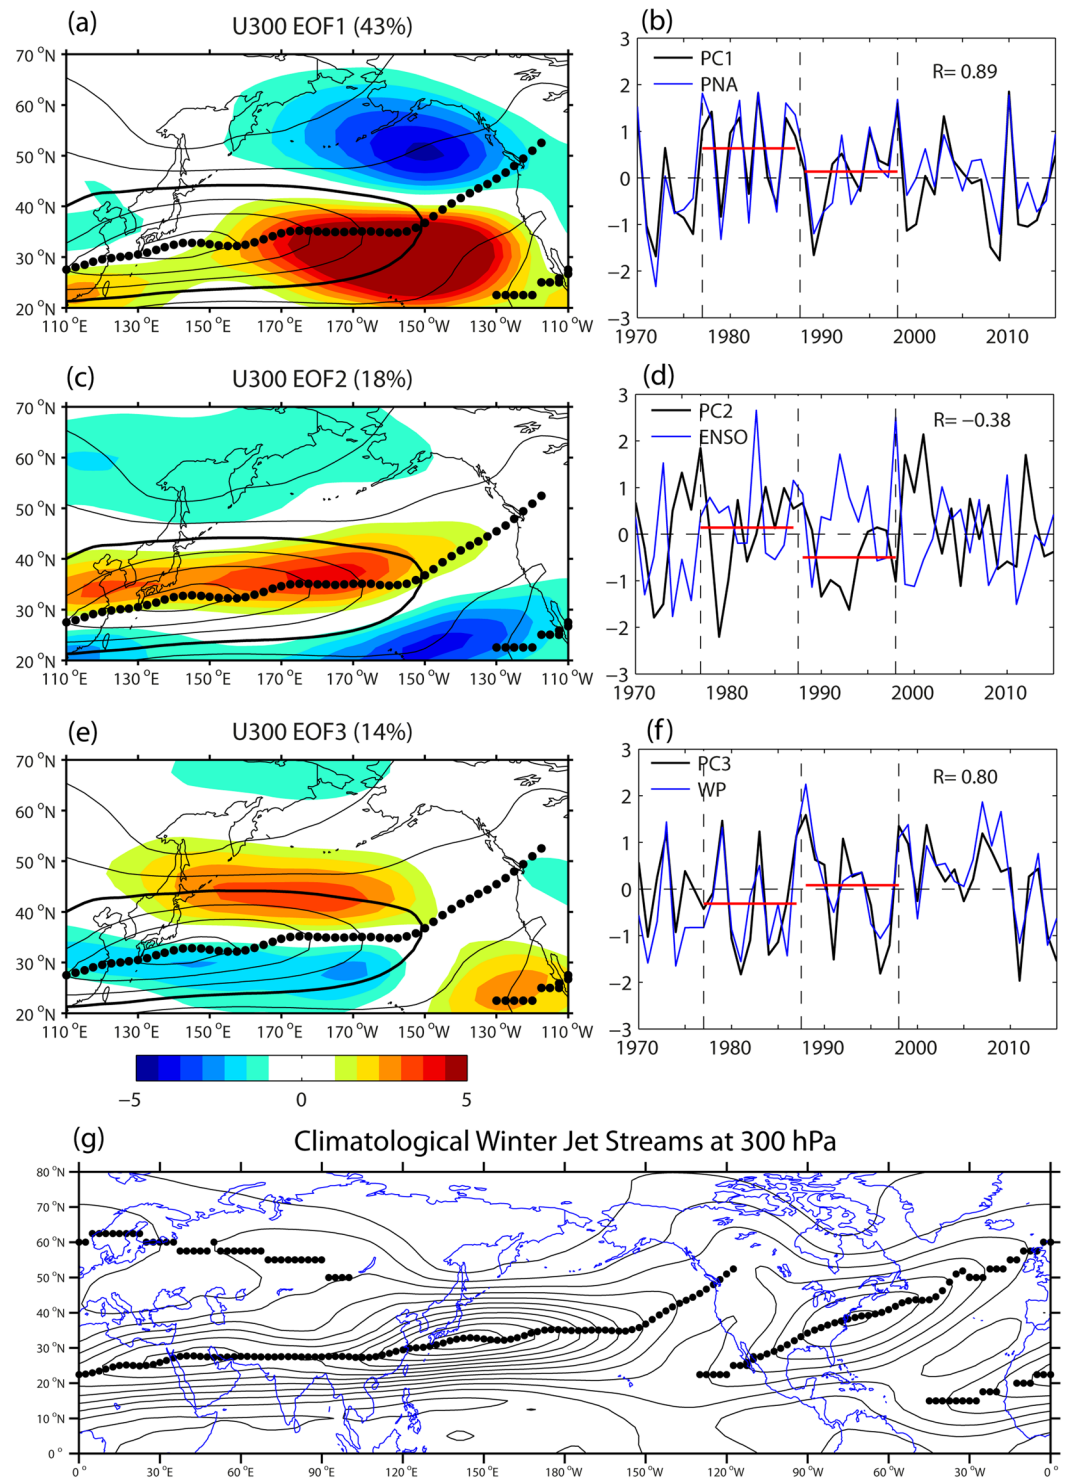 (a)
U300 EOF1 (43%)
70 °N
60 °N
50 °N
40 °N
30 °N
20 °N
110 °E 130 °E 150 °E 170 °E 170 °W 150 °W 130 °W 110 °W
(b)
PC1
PNA
R= 0.89
3
2
1
0
−1
−2
−3
1970 1980 1990 2000 2010
(c)
U300 EOF2 (18%)
70 °N
60 °N
50 °N
40 °N
30 °N
20 °N
110 °E 130 °E 150 °E 170 °E 170 °W 150 °W 130 °W 110 °W
(d)
PC2
ENSO
R= −0.38
3
2
1
0
−1
−2
−3
1970 1980 1990 2000 2010
(e)
U300 EOF3 (14%)
70 °N
60 °N
50 °N
40 °N
30 °N
20 °N
110 °E 130 °E 150 °E 170 °E 170 °W 150 °W 130 °W 110 °W
−5 0 5
(f)
PC3
WP
R= 0.80
3
2
1
0
−1
−2
−3
1970 1980 1990 2000 2010
(g)
Climatological Winter Jet Streams at 300 hPa
80 °N
70 °N
60 °N
50 °N
40 °N
30 °N
20 °N
10 °N
0 °
0 ° 30 °E 60 °E 90 °E 120 °E 150 °E 180 °W 150 °W 120 °W 90 °W 60 °W 30 °W 0 °